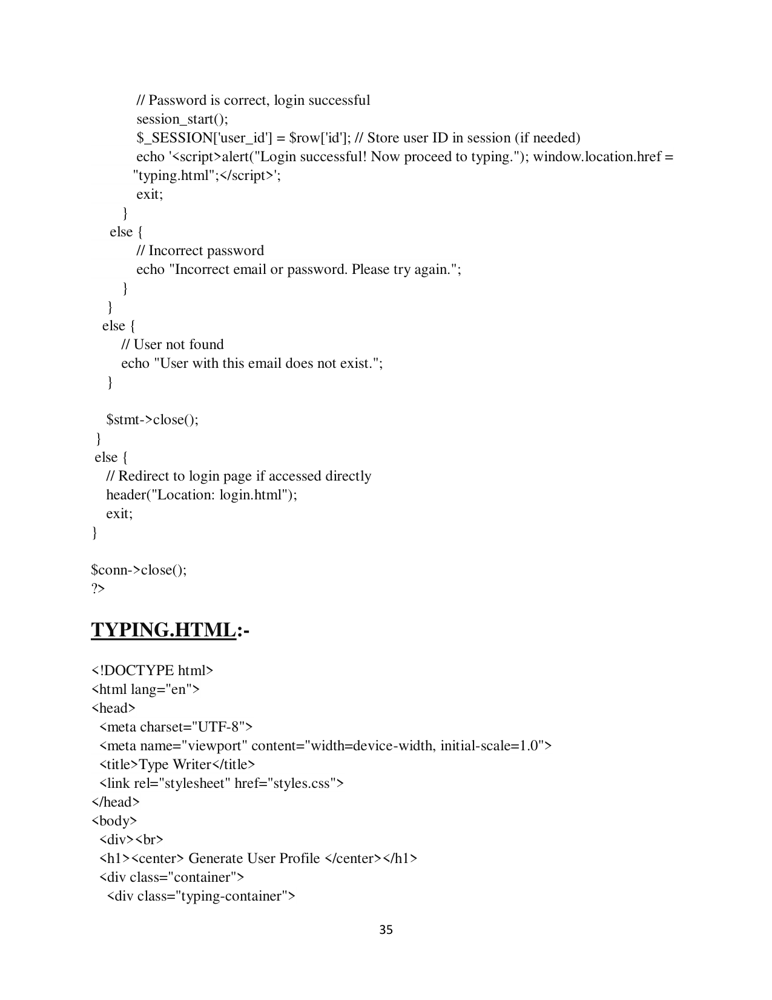 // Password is correct, login successful
session_start();
$_SESSION['user_id'] = $row['id']; // Store user ID in session (if needed)
echo '<script>alert("Login successful! Now proceed to typing."); window.location.href =
"typing.html";</script>';
exit;
}
else {
// Incorrect password
echo "Incorrect email or password. Please try again.";
}
}
else {
// User not found
echo "User with this email does not exist.";
}
$stmt->close();
}
else {
// Redirect to login page if accessed directly
header("Location: login.html");
exit;
}
$conn->close();
?>
TYPING.HTML:-
<!DOCTYPE html>
<html lang="en">
<head>
<meta charset="UTF-8">
<meta name="viewport" content="width=device-width, initial-scale=1.0">
<title>Type Writer</title>
<link rel="stylesheet" href="styles.css">
</head>
<body>
<div><br>
<h1><center> Generate User Profile </center></h1>
<div class="container">
<div class="typing-container">
35